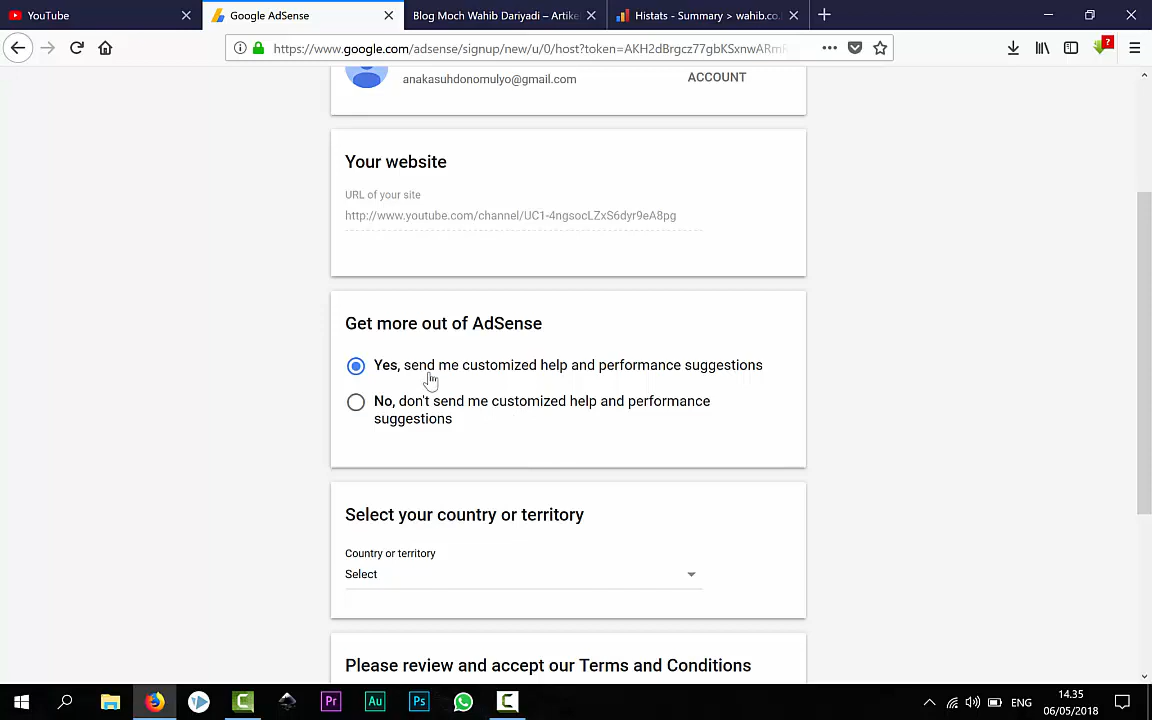 YouTube
Google AdSense
Blog Moch Wahib Dariyadi – Artike
Histats - Summary > wahib.co.
https://www.google.com/adsense/signup/new/u/0/host?token=AKH2dBrgcz77gbKSxnwARmR
?
anakasuhdonomulyo@gmail.com
ACCOUNT
Your website
URL of your site
http://www.youtube.com/channel/UC1-4ngsocLZxS6dyr9eA8pg
Get more out of AdSense
Yes, send me customized help and performance suggestions
No, don't send me customized help and performance
suggestions
Select your country or territory
Country or territory
Select
Please review and accept our Terms and Conditions
Pr
Au
Ps
ENG
14.35
06/05/2018